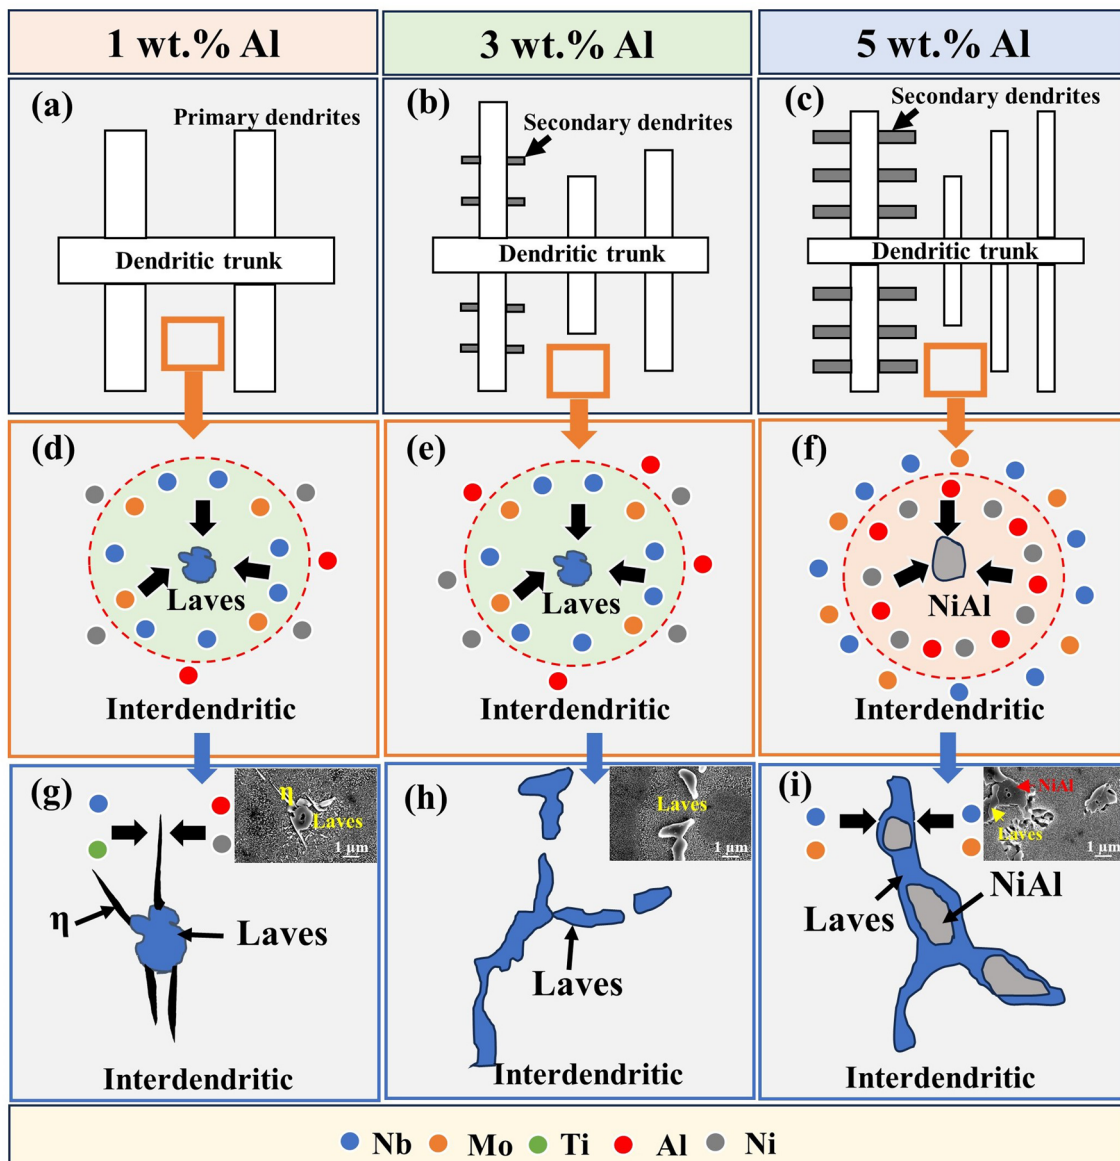 1 wt.% Al
3 wt.% Al
5 wt.% Al
(a)
Primary dendrites
Dendritic trunk
(b)
Secondary dendrites
Dendritic trunk
(c)
Secondary dendrites
Dendritic trunk
(d)
Laves
Interdendritic
(e)
Laves
Interdendritic
(f)
NiAl
Interdendritic
(g)
η
Laves
1 μm
η
Laves
Interdendritic
(h)
Laves
1 μm
Laves
Interdendritic
(i)
NiAl
Laves
1 μm
NiAl
Laves
Interdendritic
Nb Mo Ti Al Ni